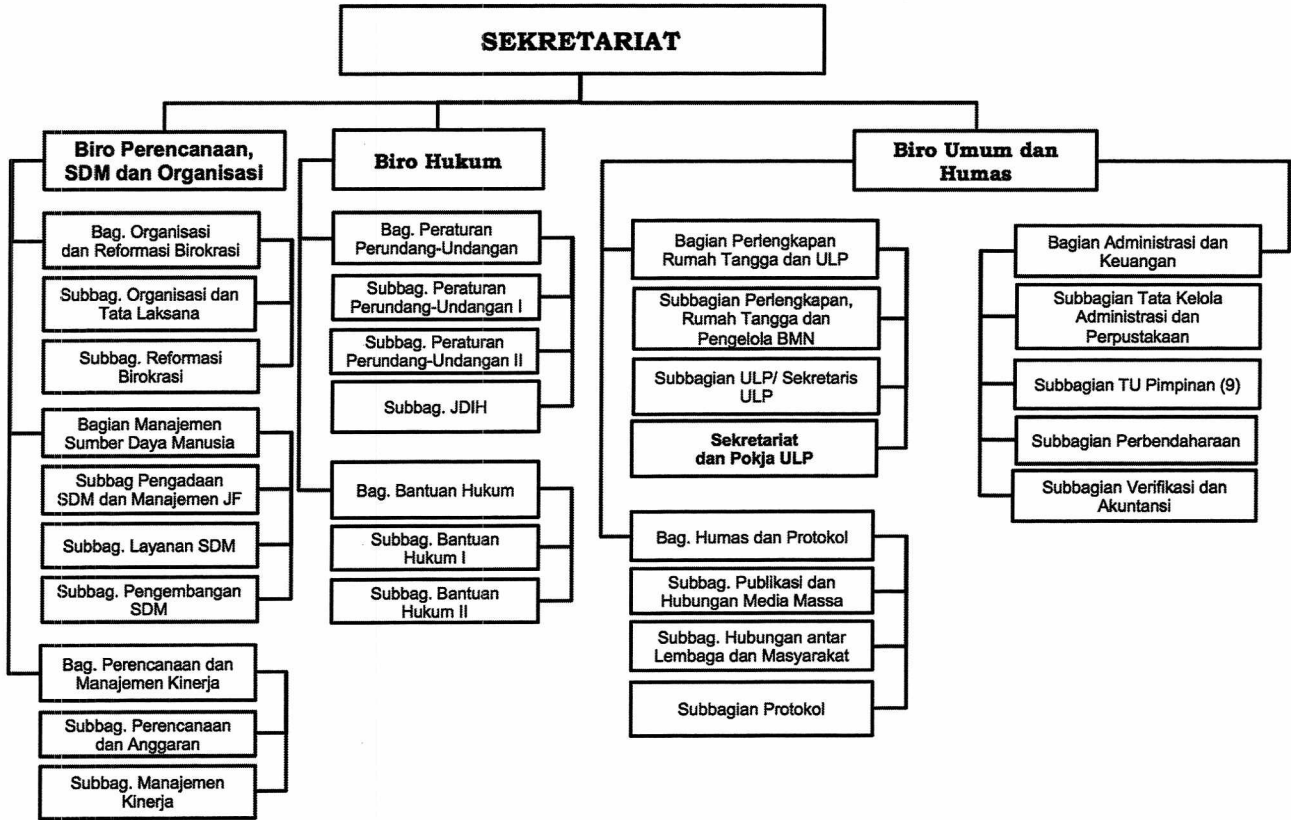 SEKRETARIAT
Biro Perencanaan,
SDM dan Organisasi
Bag. Organisasi
dan Reformasi Birokrasi
Subbag. Organisasi dan
Tata Laksana
Subbag. Reformasi
Birokrasi
Bagian Manajemen
Sumber Daya Manusia
Subbag Pengadaan
SDM dan Manajemen JF
Subbag. Layanan SDM
Subbag. Pengembangan
SDM
Bag. Perencanaan dan
Manajemen Kinerja
Subbag. Perencanaan
dan Anggaran
Subbag. Manajemen
Kinerja
Biro Hukum
Bag. Peraturan
Perundang-Undangan
Subbag. Peraturan
Perundang-Undangan I
Subbag. Peraturan
Perundang-Undangan II
Subbag. JDIH
Bag. Bantuan Hukum
Subbag. Bantuan
Hukum I
Subbag. Bantuan
Hukum II
Biro Umum dan
Humas
Bagian Perlengkapan
Rumah Tangga dan ULP
Subbagian Perlengkapan,
Rumah Tangga dan
Pengelola BMN
Subbagian ULP/ Sekretaris
ULP
Sekretariat
dan Pokja ULP
Bag. Humas dan Protokol
Subbag. Publikasi dan
Hubungan Media Massa
Subbag. Hubungan antar
Lembaga dan Masyarakat
Subbagian Protokol
Bagian Administrasi dan
Keuangan
Subbagian Tata Kelola
Administrasi dan
Perpustakaan
Subbagian TU Pimpinan (9)
Subbagian Perbendaharaan
Subbagian Verifikasi dan
Akuntansi